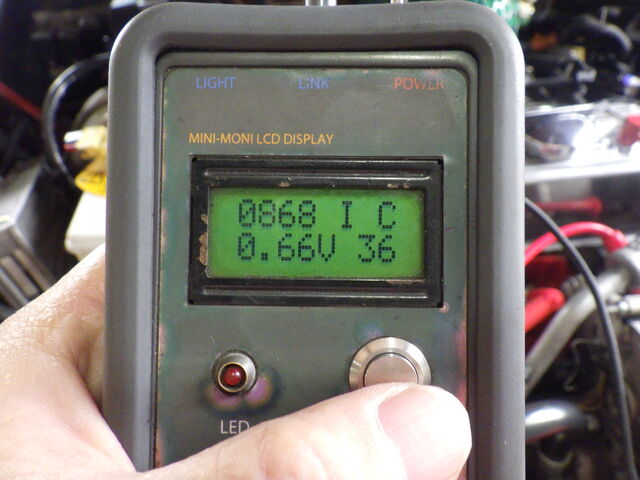 LIGHT LINK POWER
MINI-MONI LCD DISPLAY
0868 I C
0.66V 36
LED